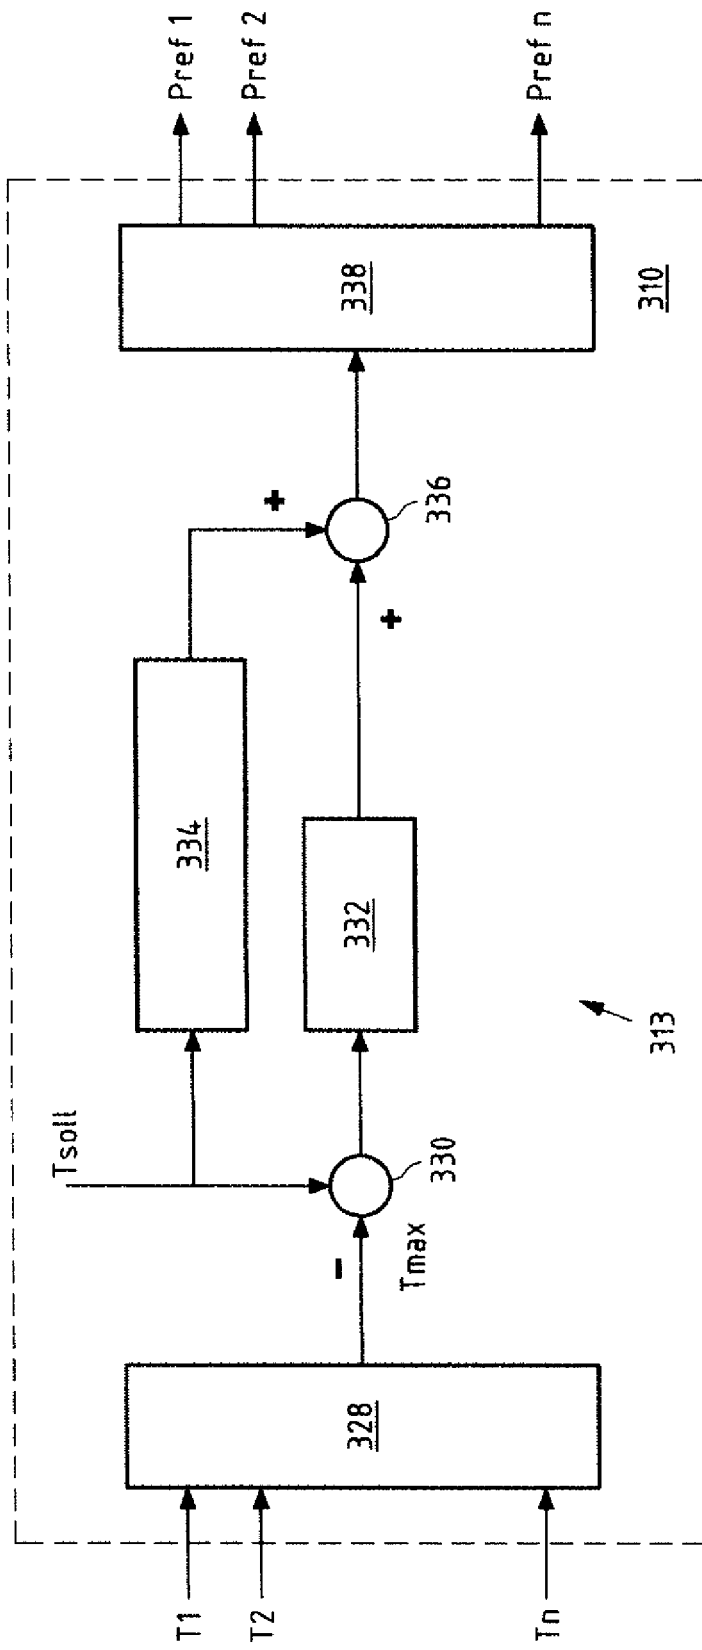 T1
T2
Tn
328
Tmax
-
330
Tsoll
334
332
+
+
336
338
313
310
Pref 1
Pref 2
Pref n